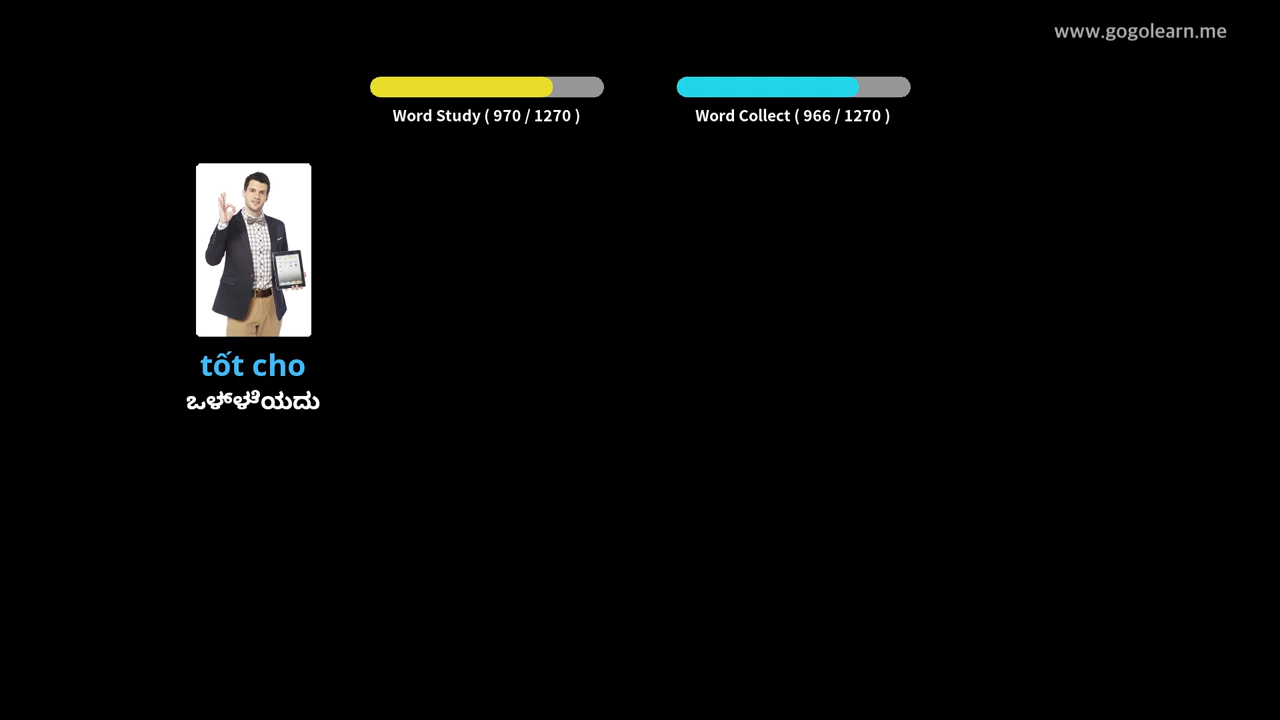 www.gogolearn.me
Word Study ( 970 / 1270 )
Word Collect ( 966 / 1270 )
tốt cho
ಒಳ್ಳೆಯದು